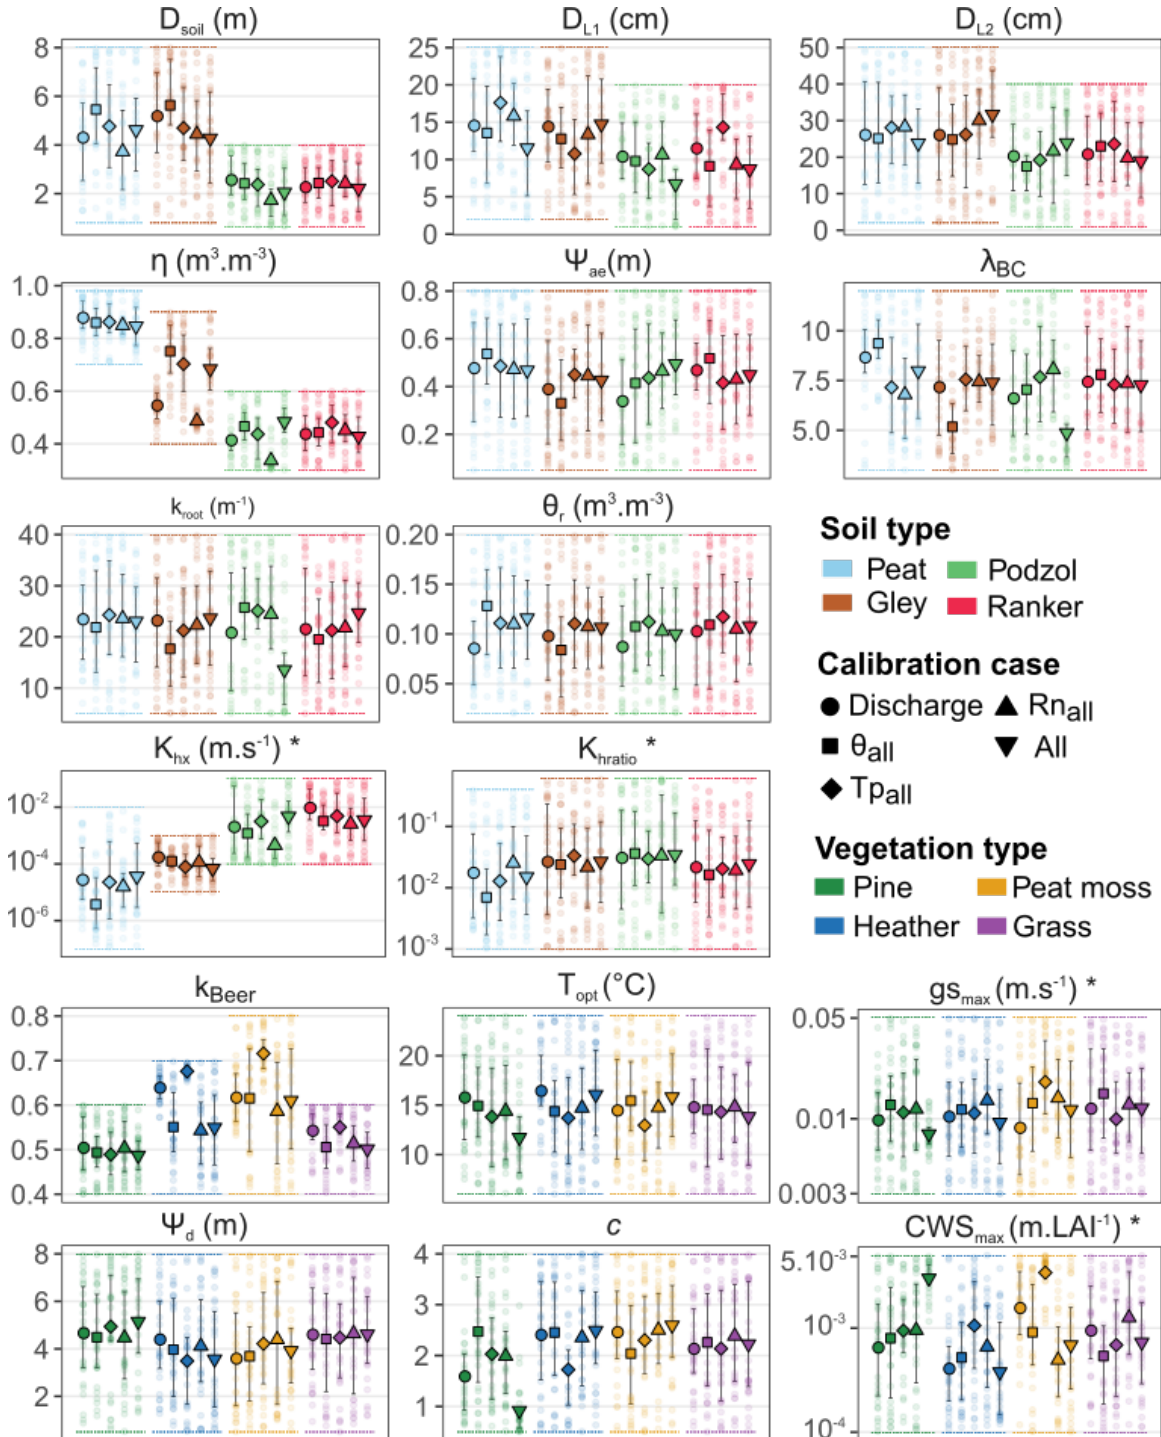 D_soil (m) D_L1 (cm) D_L2 (cm)
8 6 4 2
25 20 15 10 5 0
50 40 30 20 10 0
η (m³.m⁻³) Ψ_ae(m) λ_BC
1.0 0.8 0.6 0.4
0.8 0.6 0.4 0.2
10 7.5 5.0
k_root (m⁻¹) θ_r (m³.m⁻³)
40 30 20 10
0.20 0.15 0.10 0.05
Soil type
Peat Podzol
Gley Ranker
Calibration case
Discharge Rn_all
θ_all All
Tp_all
K_hx (m.s⁻¹) * K_hratio *
10⁻² 10⁻⁴ 10⁻⁶
10⁻¹ 10⁻² 10⁻³
Vegetation type
Pine Peat moss
Heather Grass
k_Beer T_opt (°C) gs_max (m.s⁻¹) *
0.8 0.7 0.6 0.5 0.4
20 15 10
0.05 0.01 0.003
Ψ_d (m) c CWS_max (m.LAI⁻¹) *
8 6 4 2
4 3 2 1
5.10⁻³ 10⁻³ 10⁻⁴